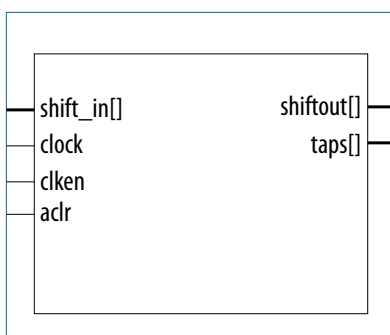 shift_in[]
shiftout[]
clock
taps[]
clken
aclr